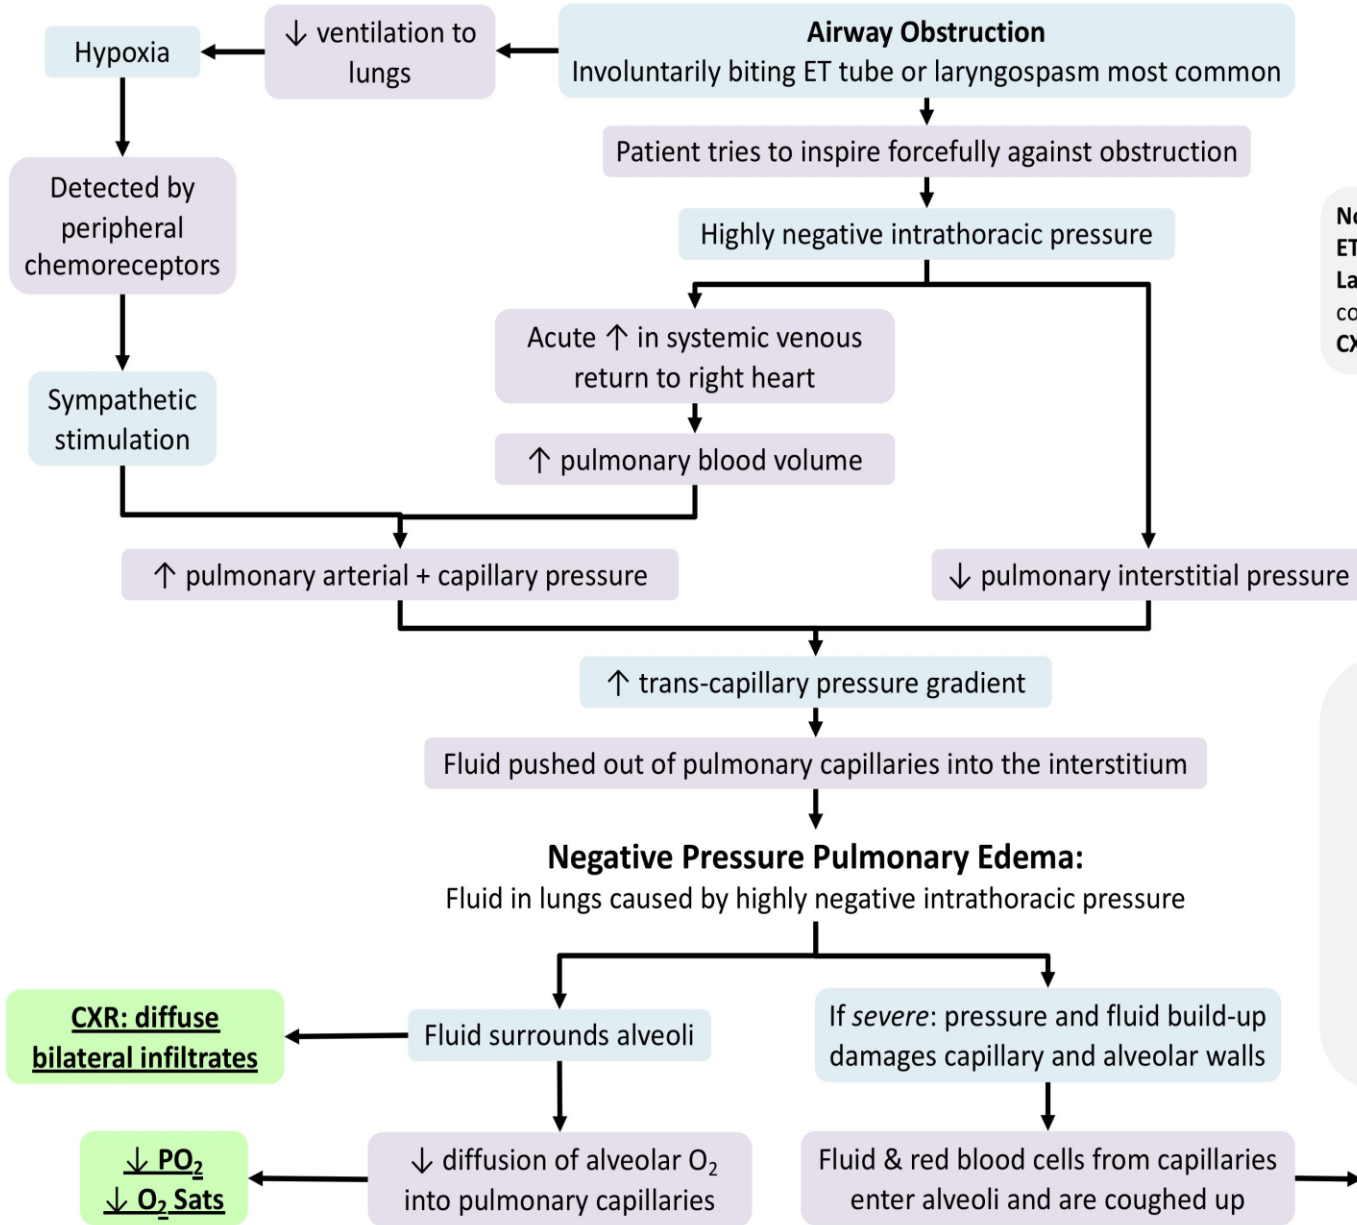 Airway Obstruction
Involuntarily biting ET tube or laryngospasm most common
↓ ventilation to
lungs
Hypoxia
Detected by
peripheral
chemoreceptors
Sympathetic
stimulation
Patient tries to inspire forcefully against obstruction
Highly negative intrathoracic pressure
Acute ↑ in systemic venous
return to right heart
↑ pulmonary blood volume
↑ pulmonary arterial + capillary pressure
↓ pulmonary interstitial pressure
↑ trans-capillary pressure gradient
Fluid pushed out of pulmonary capillaries into the interstitium
Negative Pressure Pulmonary Edema:
Fluid in lungs caused by highly negative intrathoracic pressure
Fluid surrounds alveoli
CXR: diffuse
bilateral infiltrates
↓ diffusion of alveolar O₂
into pulmonary capillaries
↓ PO₂
↓ O₂ Sats
If severe: pressure and fluid build-up
damages capillary and alveolar walls
Fluid & red blood cells from capillaries
enter alveoli and are coughed up
ET